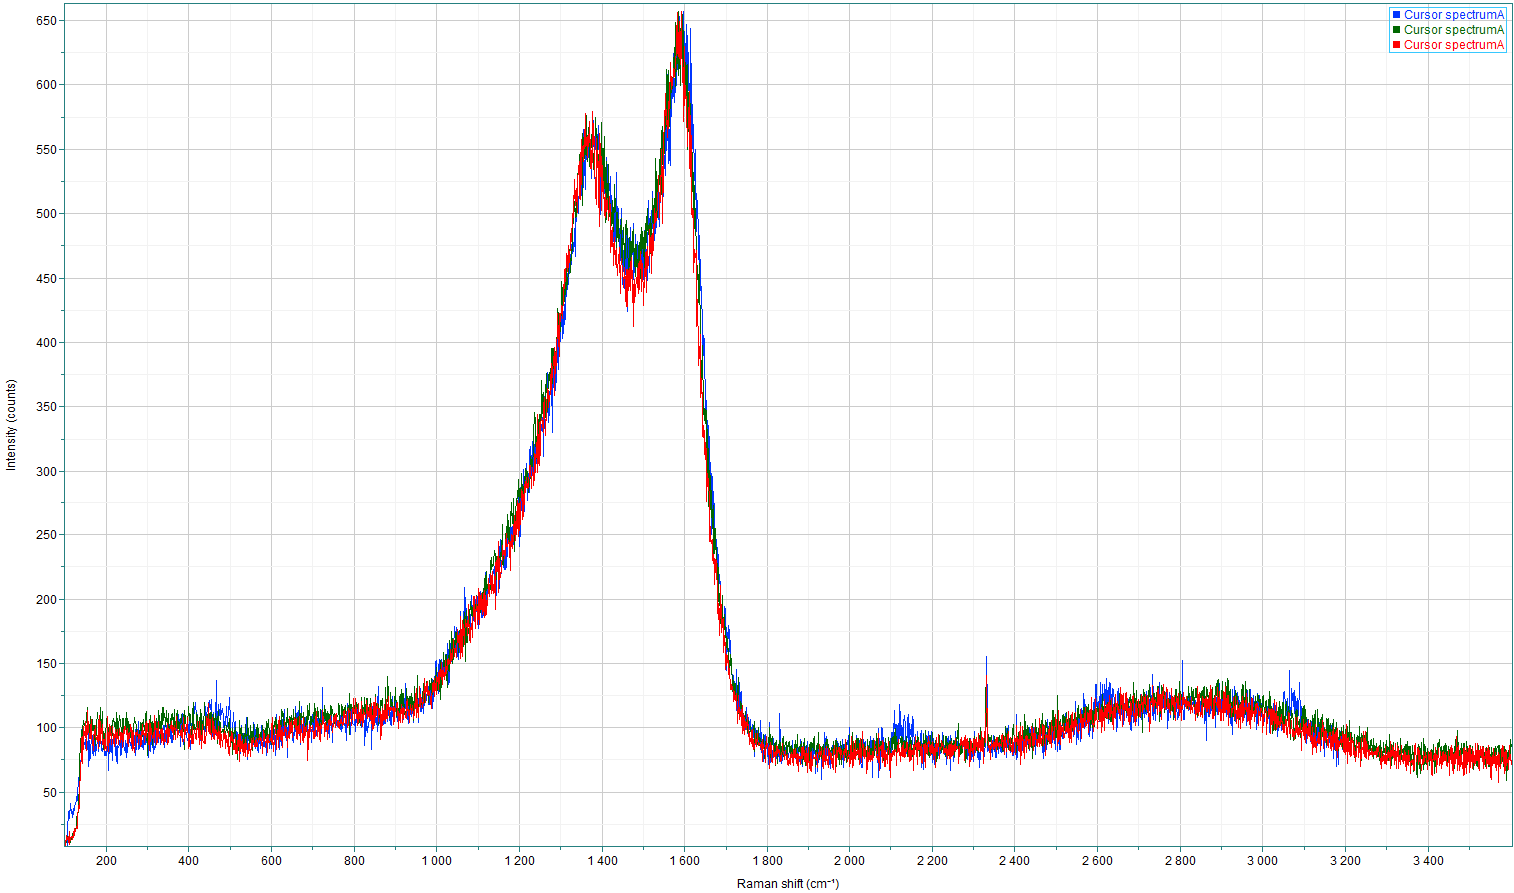 Cursor spectrumA
Cursor spectrumA
Cursor spectrumA
650
600
550
500
450
400
350
300
250
200
150
100
50
Intensity (counts)
200 400 600 800 1 000 1 200 1 400 1 600 1 800 2 000 2 200 2 400 2 600 2 800 3 000 3 200 3 400
Raman shift (cm⁻¹)